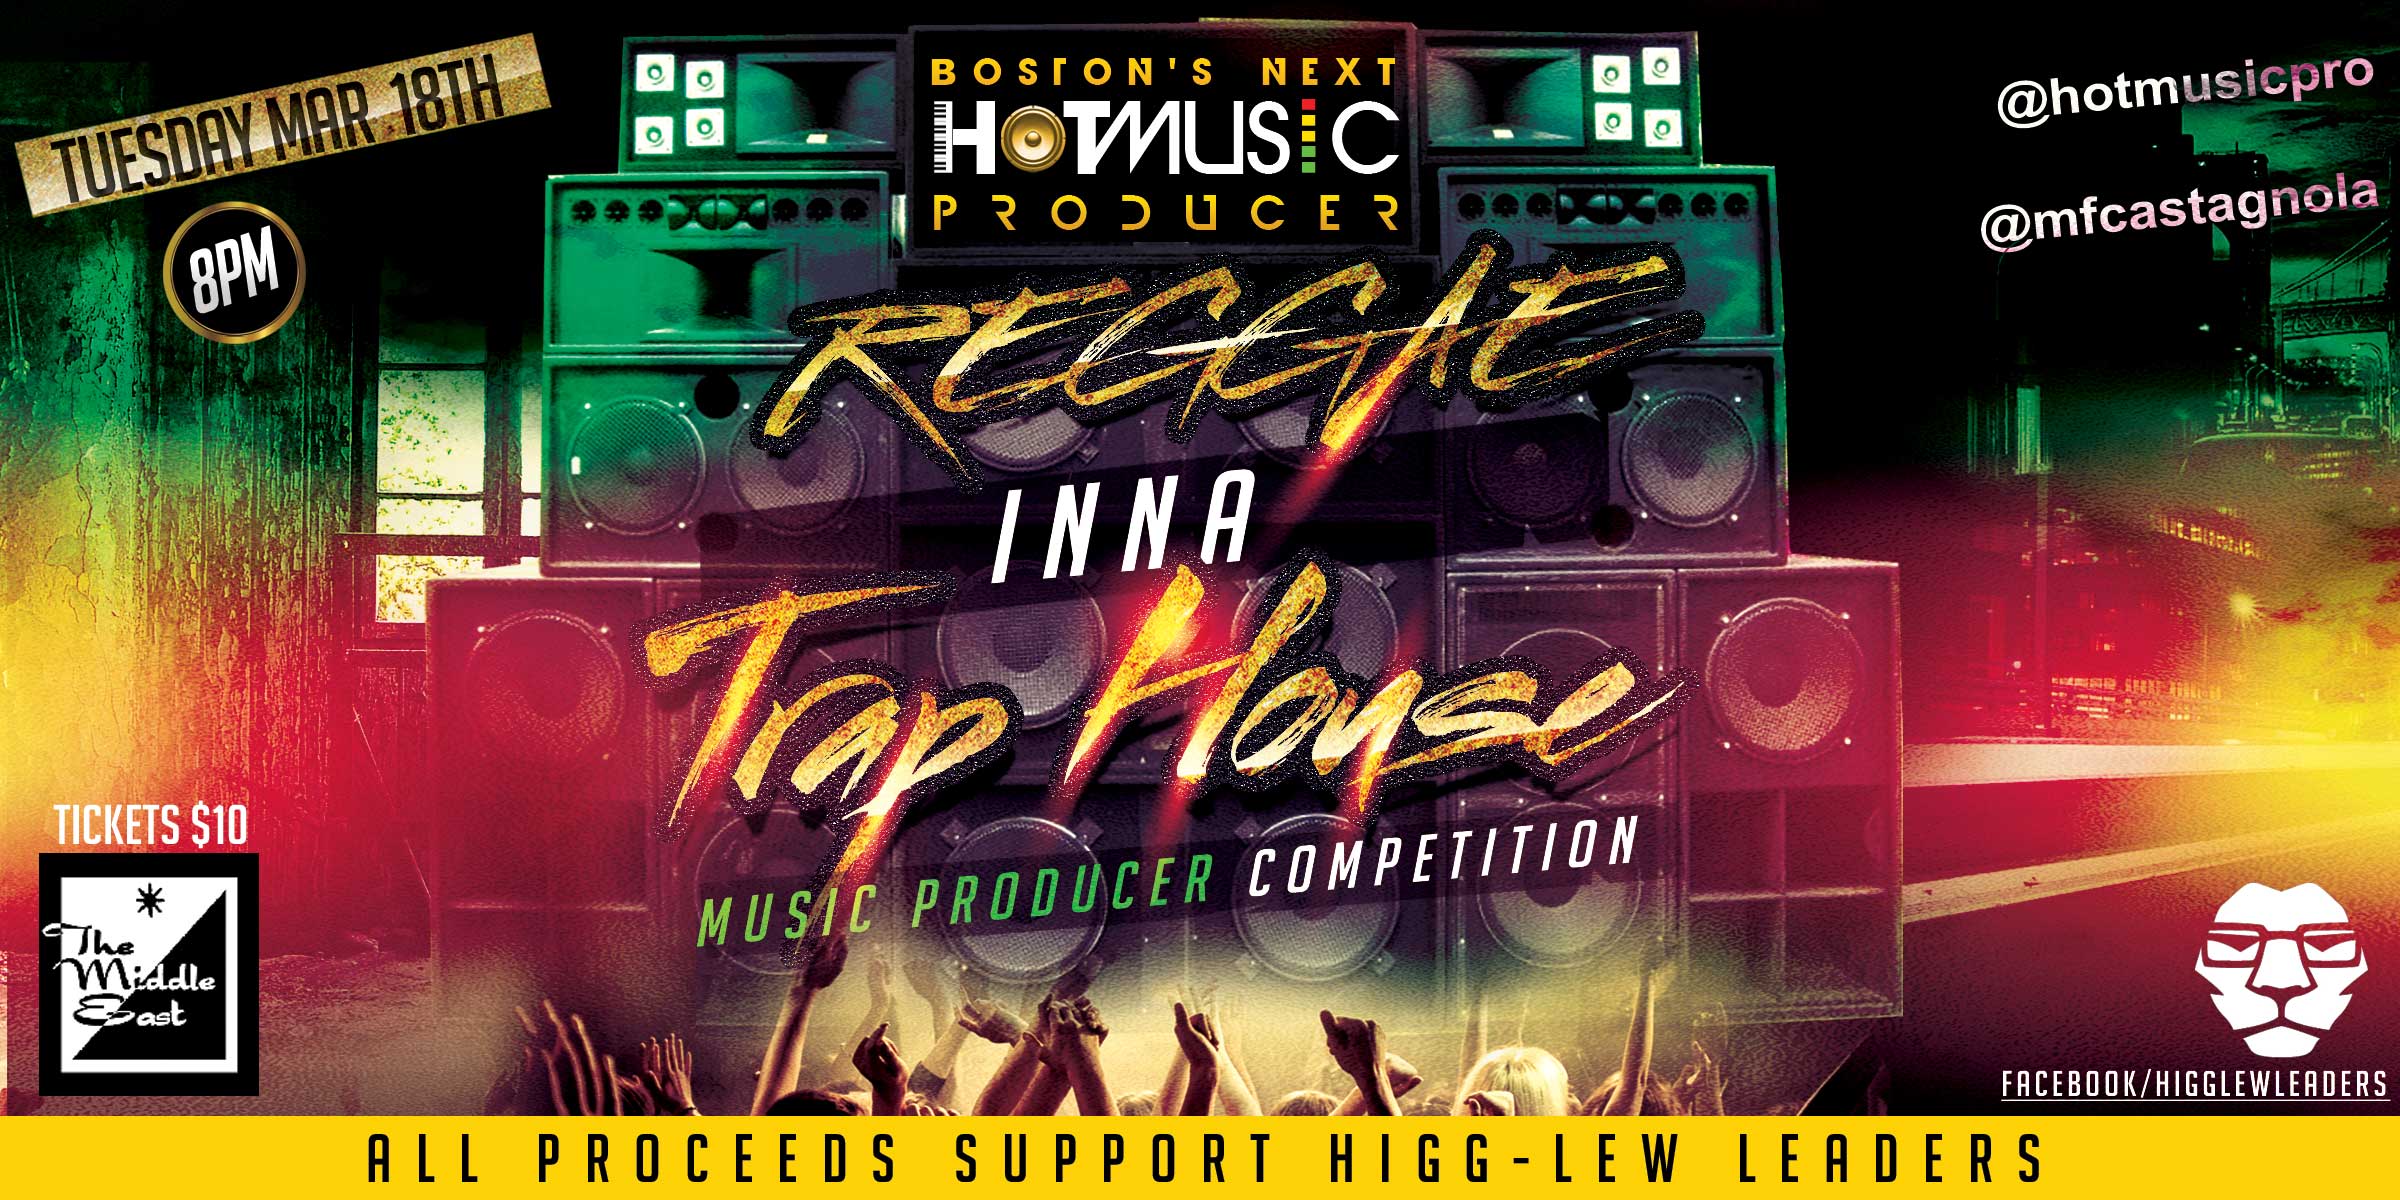 TUESDAY MAR 18TH
8PM
BOSTON'S NEXT
HOTMUSIC
PRODUCER
@hotmusicpro
@mfcastagnola
REGGAE
INNA
Trap House
MUSIC PRODUCER COMPETITION
TICKETS $10
The
Middle
East
FACEBOOK/HIGGLEWLEADERS
ALL PROCEEDS SUPPORT HIGG-LEW LEADERS